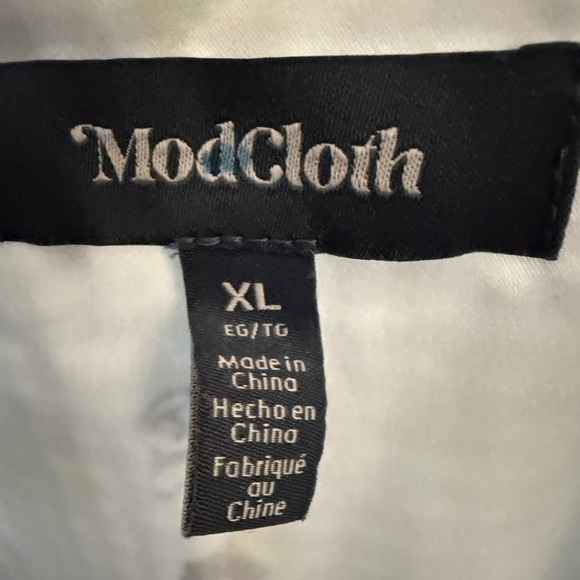 ModCloth
XL
EG/TG
Made in
China
Hecho en
China
Fabriqué
au
Chine